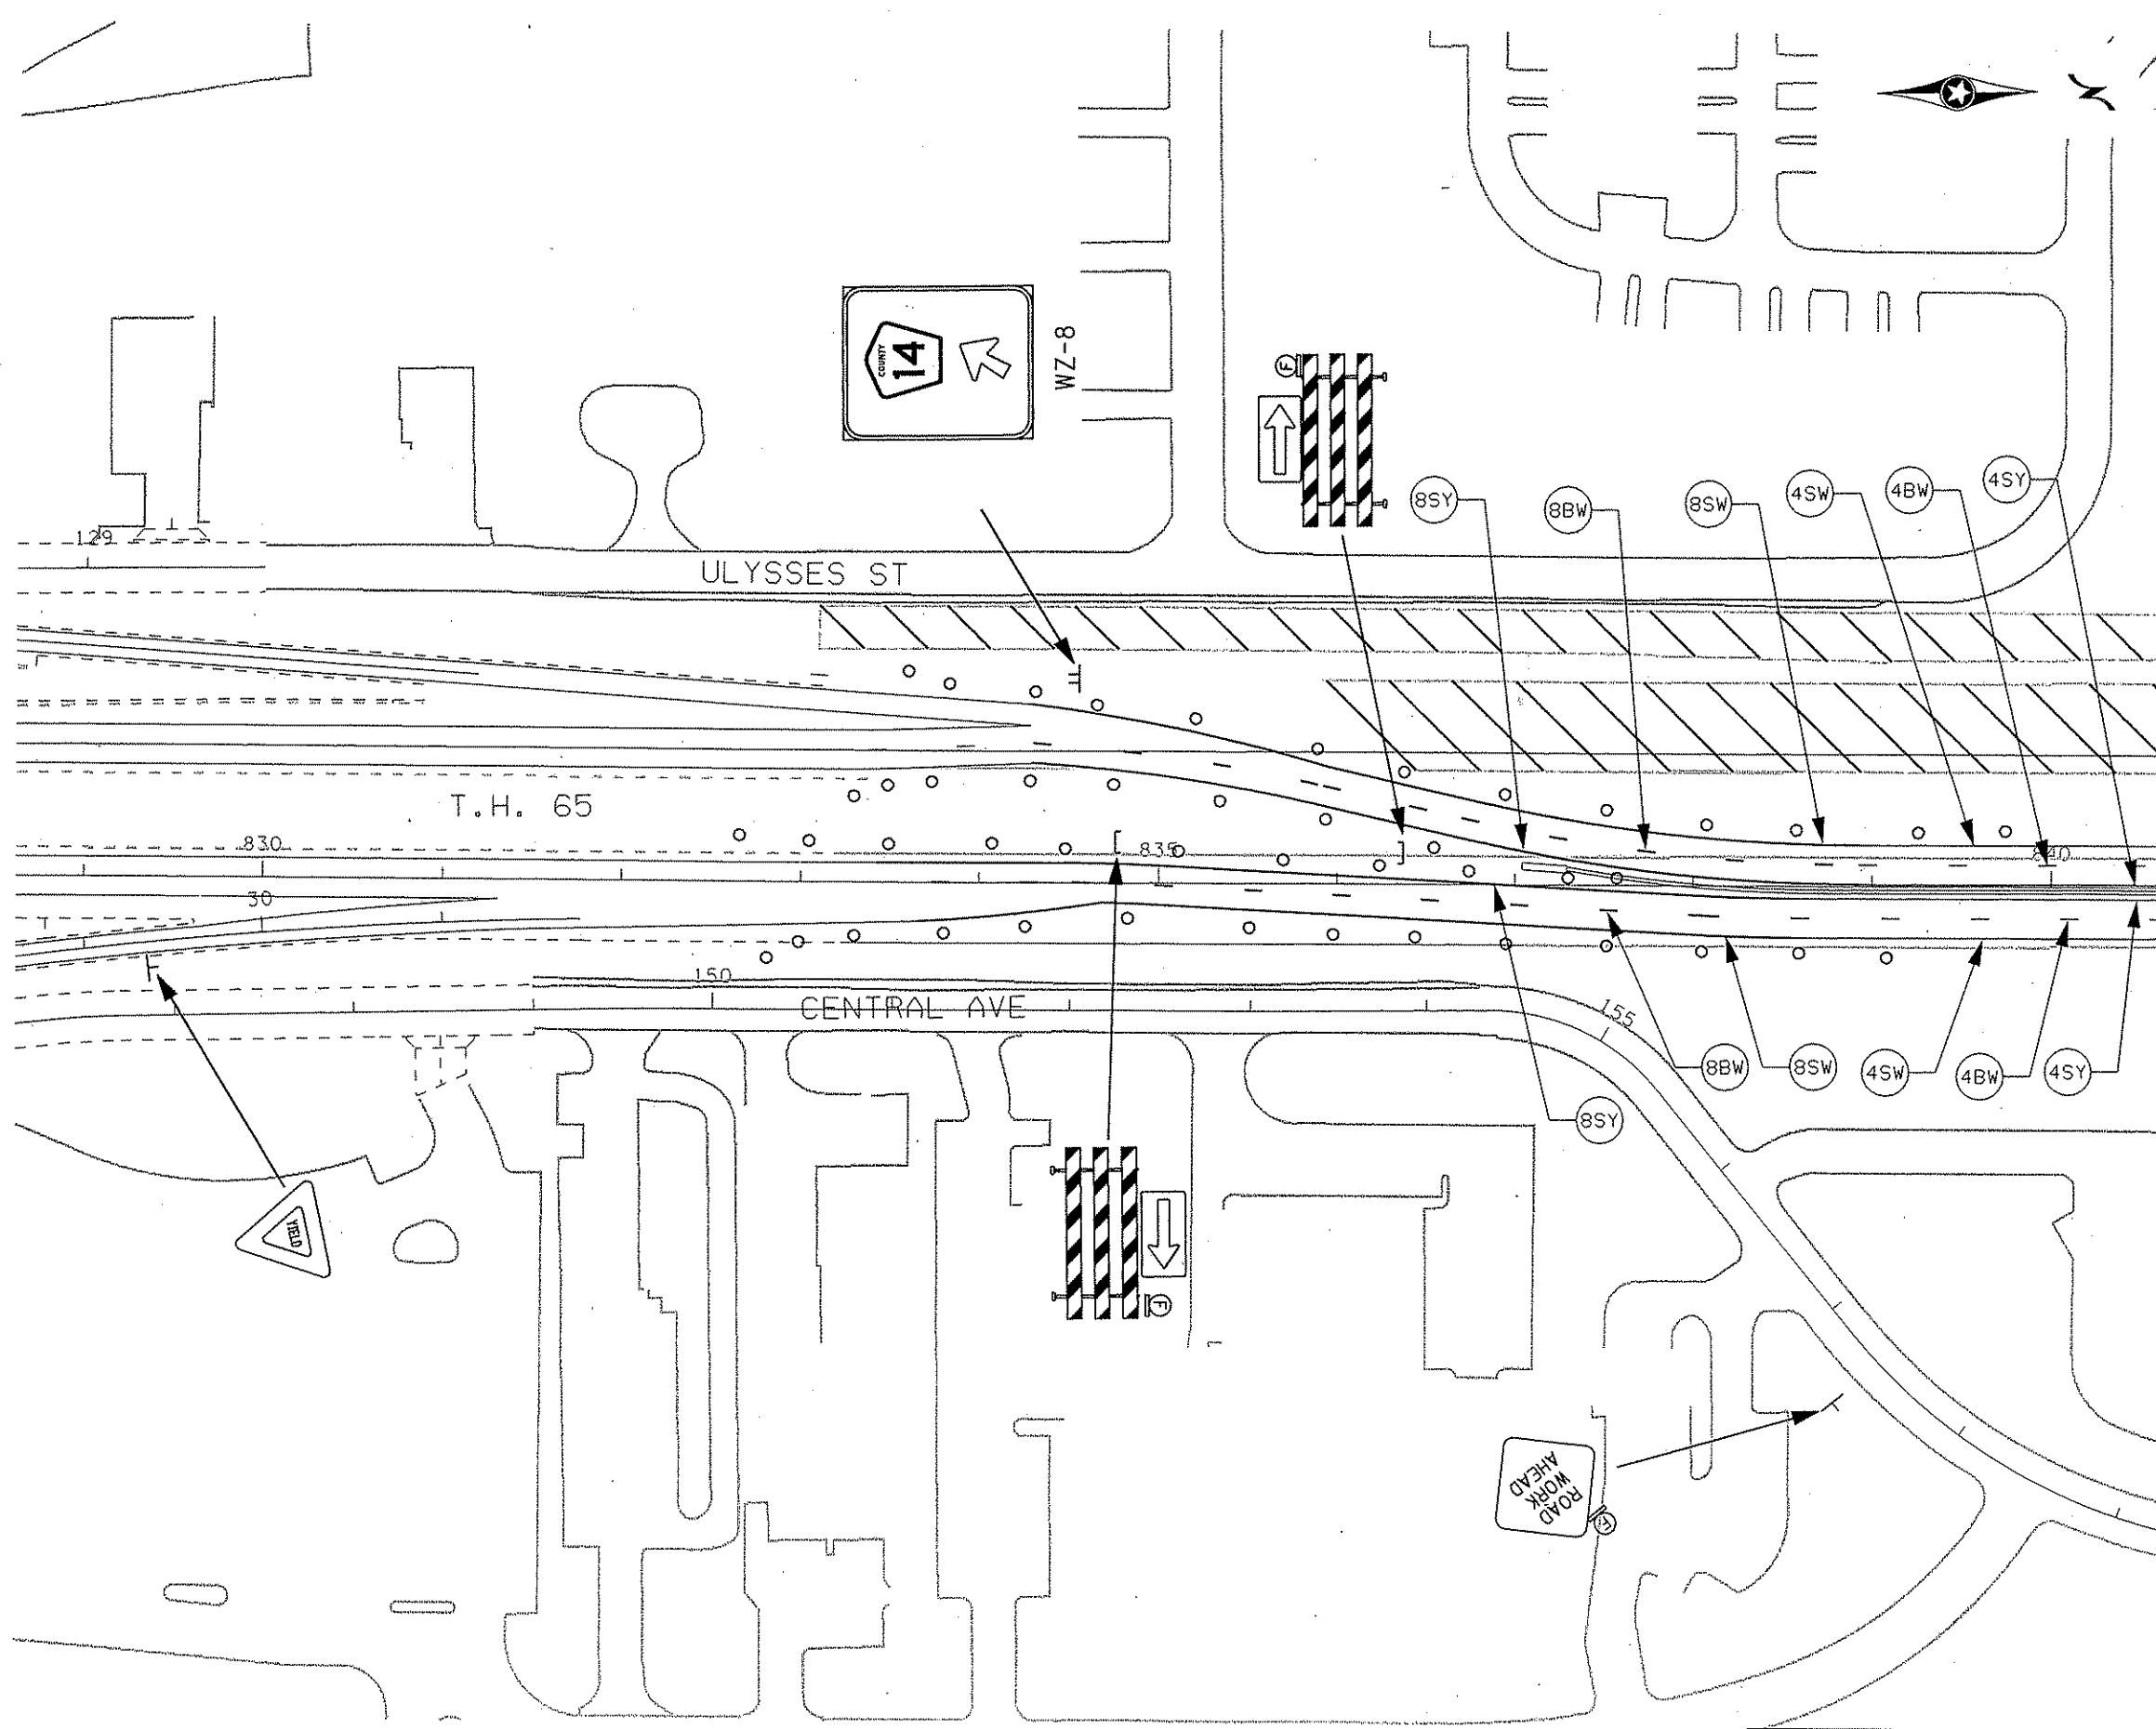 N
COUNTY
14
WZ-8
F
8SY
8BW
8SW
4SW
4BW
4SY
129
ULYSSES ST
T.H. 65
830
835
840
30
150
CENTRAL AVE
155
8BW
8SW
4SW
4BW
4SY
8SY
YIELD
F
ROAD
WORK
AHEAD
F